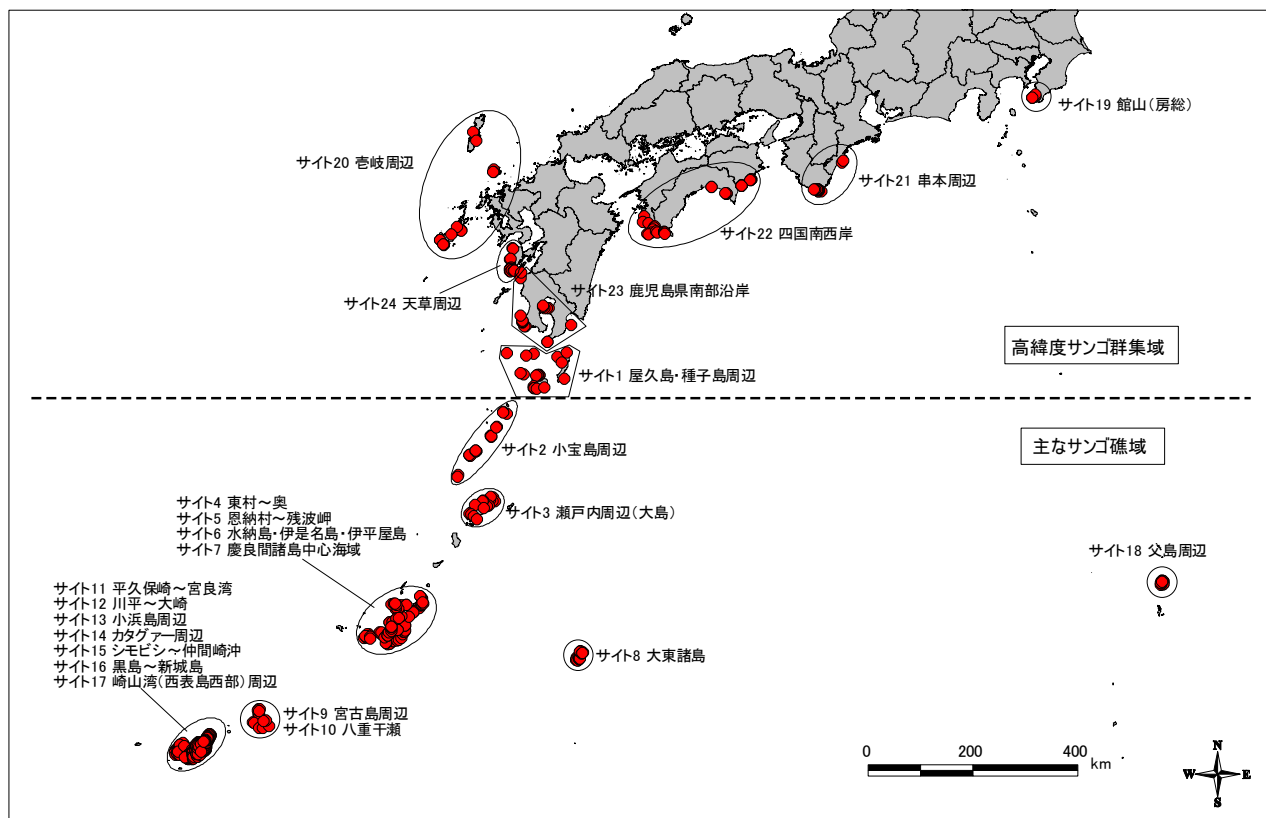 サイト19 館山(房総)
サイト20 壱岐周辺
サイト21 串本周辺
サイト22 四国南西岸
サイト23 鹿児島県南部沿岸
サイト24 天草周辺
高緯度サンゴ群集域
サイト1 屋久島・種子島周辺
主なサンゴ礁域
サイト2 小宝島周辺
サイト3 瀬戸内周辺(大島)
サイト4 東村~奥
サイト5 恩納村~残波岬
サイト6 水納島・伊是名島・伊平屋島
サイト7 慶良間諸島中心海域
サイト18 父島周辺
サイト11 平久保崎~宮良湾
サイト12 川平~大崎
サイト13 小浜島周辺
サイト14 カタグァー周辺
サイト15 シモビシ~仲間崎沖
サイト16 黒島~新城島
サイト17 崎山湾(西表島西部)周辺
サイト8 大東諸島
サイト9 宮古島周辺
サイト10 八重干瀬
0 200 400
km
N
W E
S